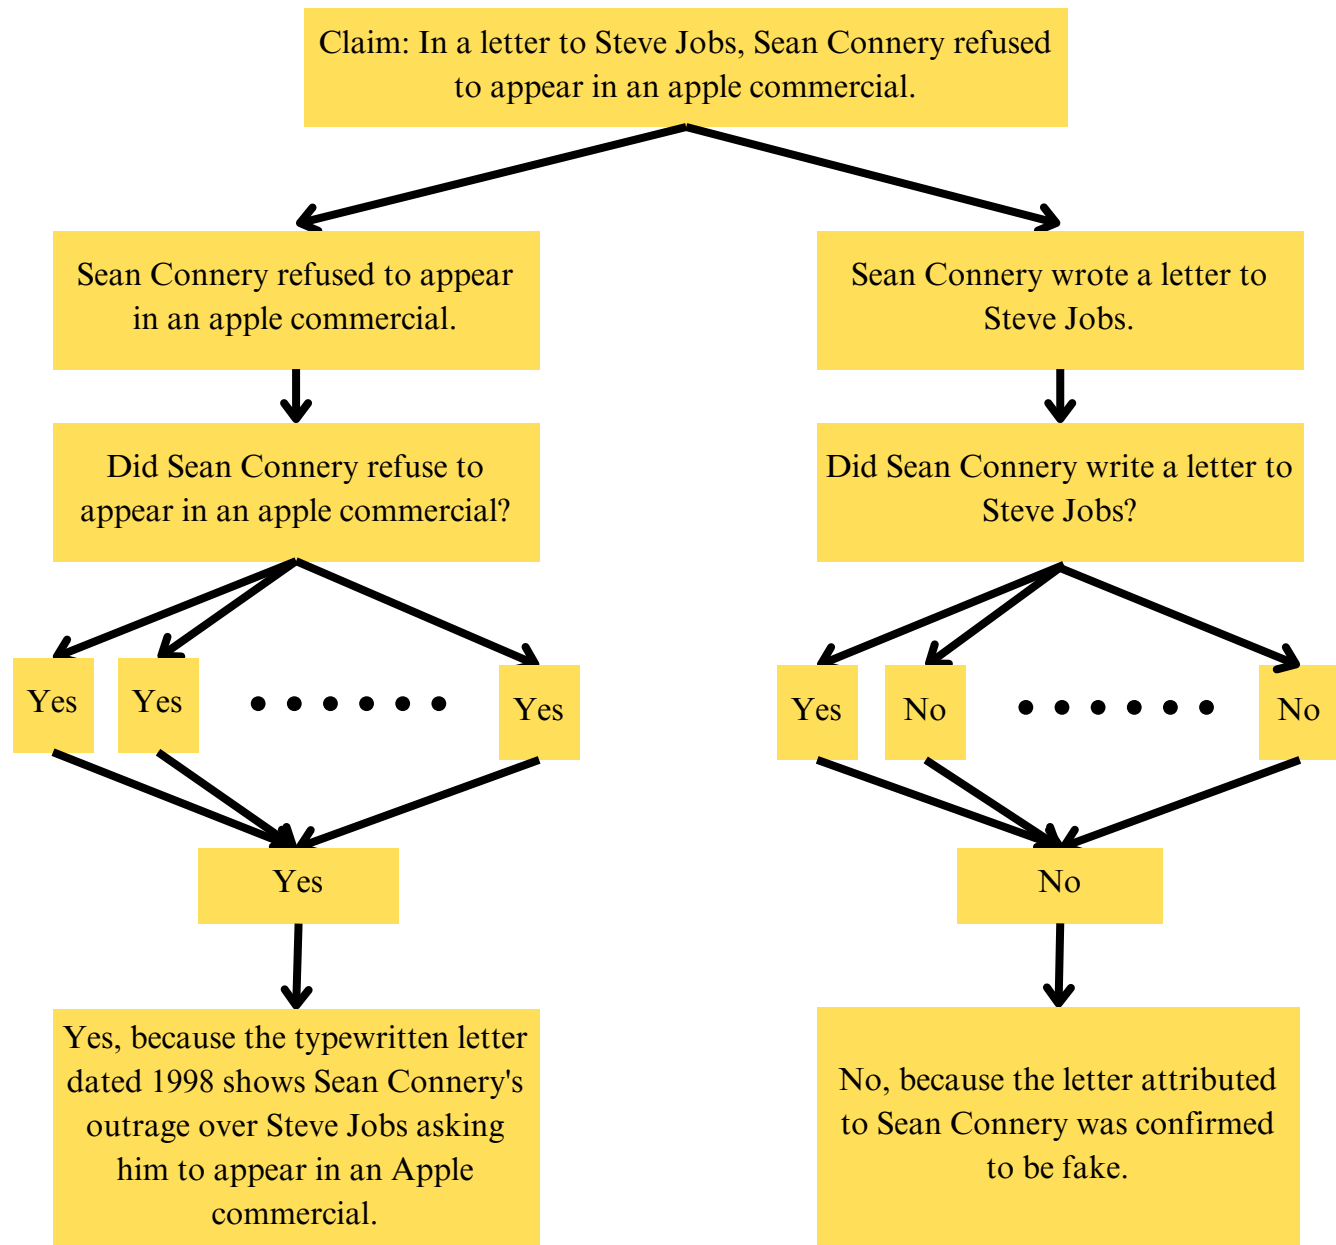 Claim: In a letter to Steve Jobs, Sean Connery refused
to appear in an apple commercial.
Sean Connery refused to appear
in an apple commercial.
Sean Connery wrote a letter to
Steve Jobs.
Did Sean Connery refuse to
appear in an apple commercial?
Did Sean Connery write a letter to
Steve Jobs?
Yes
Yes
Yes
Yes
No
No
Yes
No
Yes, because the typewritten letter
dated 1998 shows Sean Connery's
outrage over Steve Jobs asking
him to appear in an Apple
commercial.
No, because the letter attributed
to Sean Connery was confirmed
to be fake.